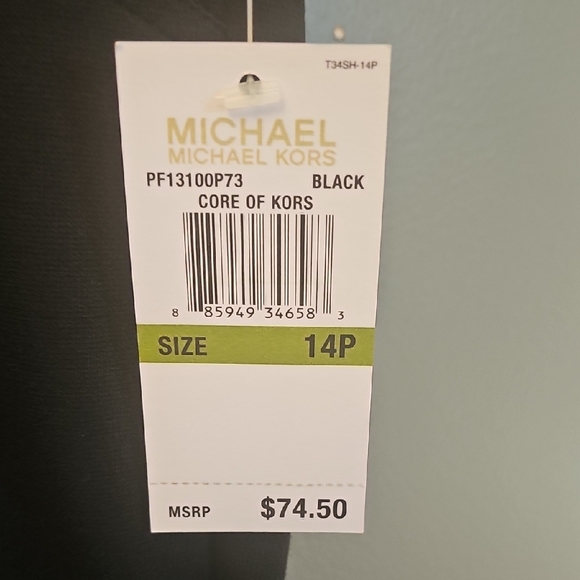 T34SH-14P
MICHAEL
MICHAEL KORS
PF13100P73 BLACK
CORE OF KORS
8 85949 34658 3
SIZE 14P
MSRP $74.50